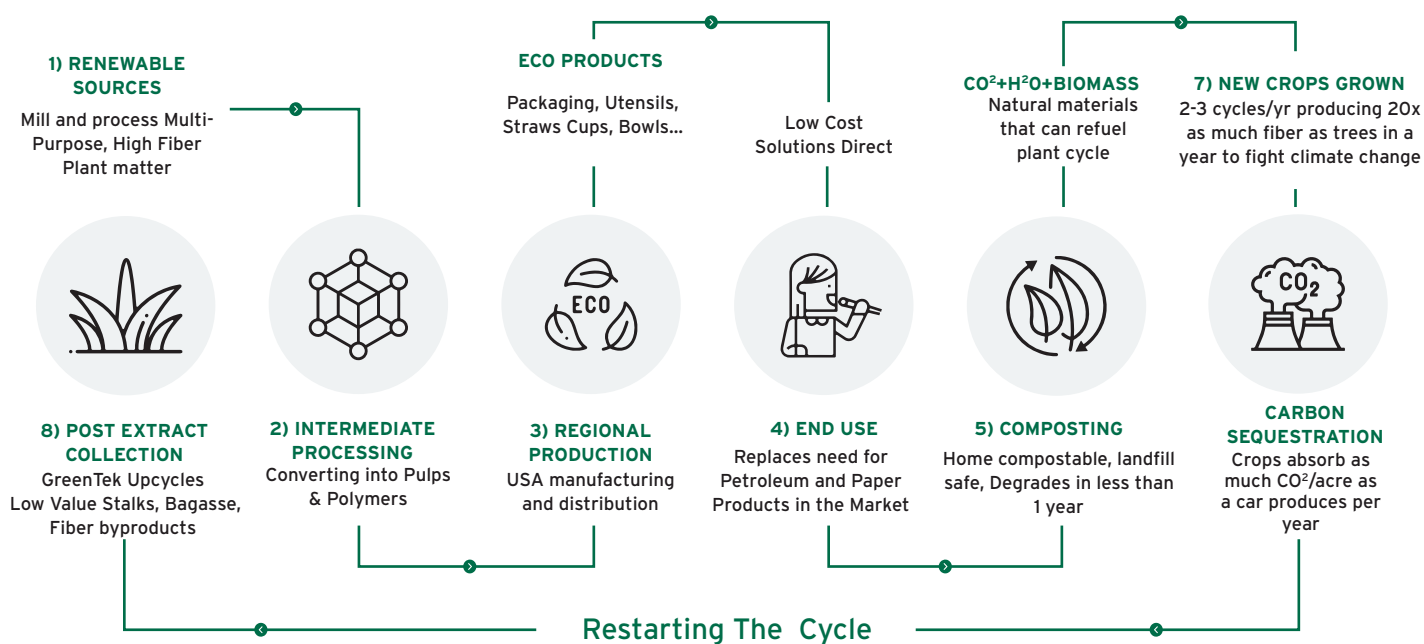 1) RENEWABLE
SOURCES
Mill and process Multi-
Purpose, High Fiber
Plant matter
ECO PRODUCTS
Packaging, Utensils,
Straws Cups, Bowls...
Low Cost
Solutions Direct
CO²+H²O+BIOMASS
Natural materials
that can refuel
plant cycle
7) NEW CROPS GROWN
2-3 cycles/yr producing 20x
as much fiber as trees in a
year to fight climate change
ECO
CO₂
8) POST EXTRACT
COLLECTION
GreenTek Upcycles
Low Value Stalks, Bagasse,
Fiber byproducts
2) INTERMEDIATE
PROCESSING
Converting into Pulps
& Polymers
3) REGIONAL
PRODUCTION
USA manufacturing
and distribution
4) END USE
Replaces need for
Petroleum and Paper
Products in the Market
5) COMPOSTING
Home compostable, landfill
safe, Degrades in less than
1 year
CARBON
SEQUESTRATION
Crops absorb as
much CO²/acre as
a car produces per
year
Restarting The Cycle